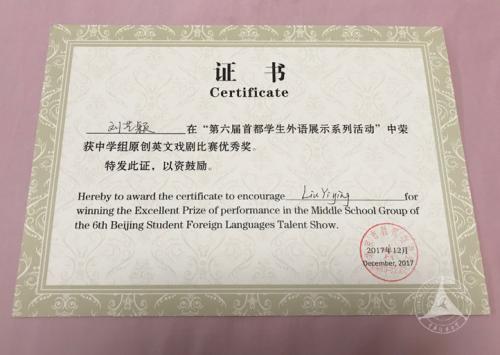 证 书
Certificate
在“第六届首都学生外语展示系列活动”中荣
获中学组原创英文戏剧比赛优秀奖。
特发此证，以资鼓励。
Hereby to award the certificate to encourage Liu Yiying for
winning the Excellent Prize of performance in the Middle School Group of
the 6th Beijing Student Foreign Languages Talent Show.
2017年12月
December, 2017